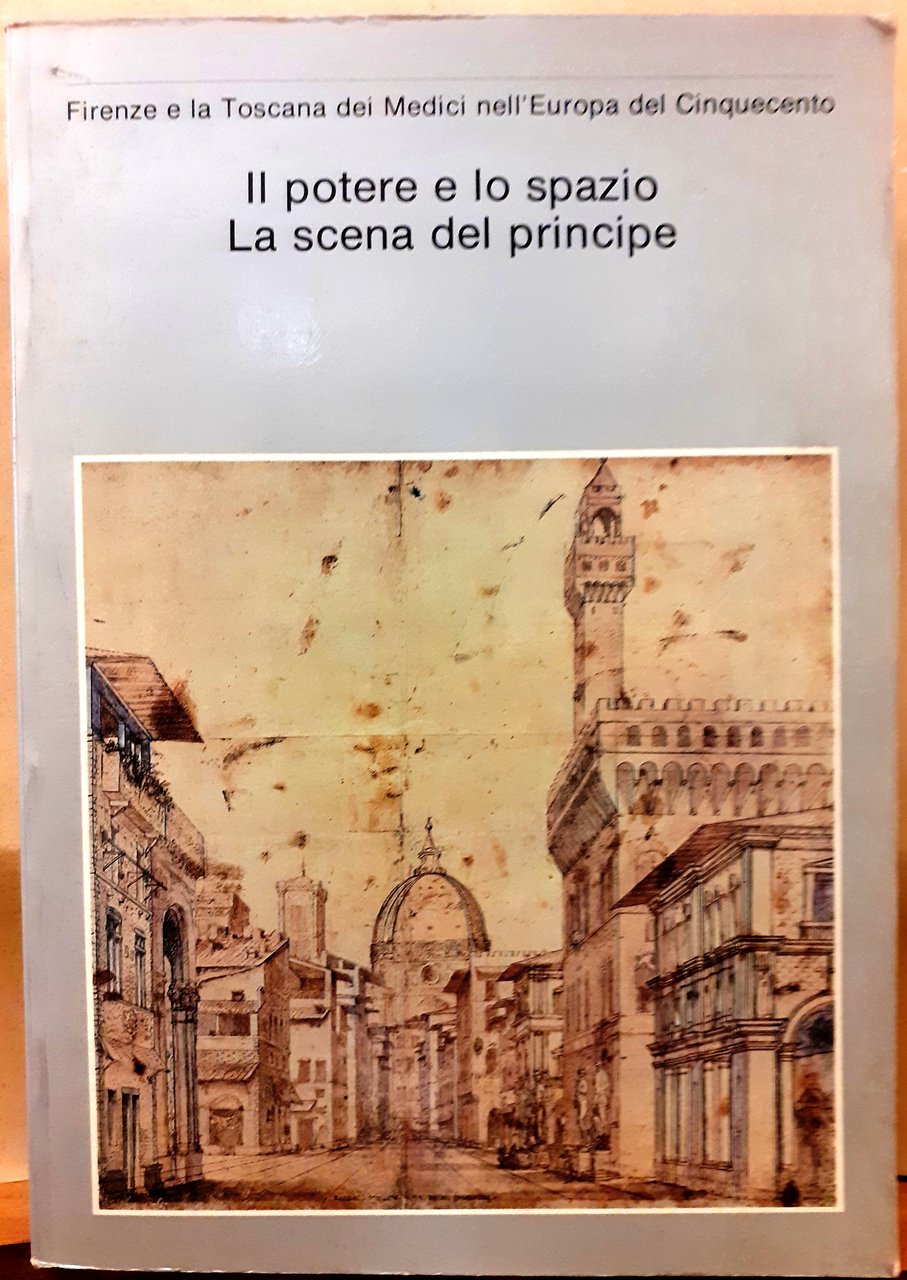 Firenze e la Toscana dei Medici nell'Europa del Cinquecento
Il potere e lo spazio
La scena del principe